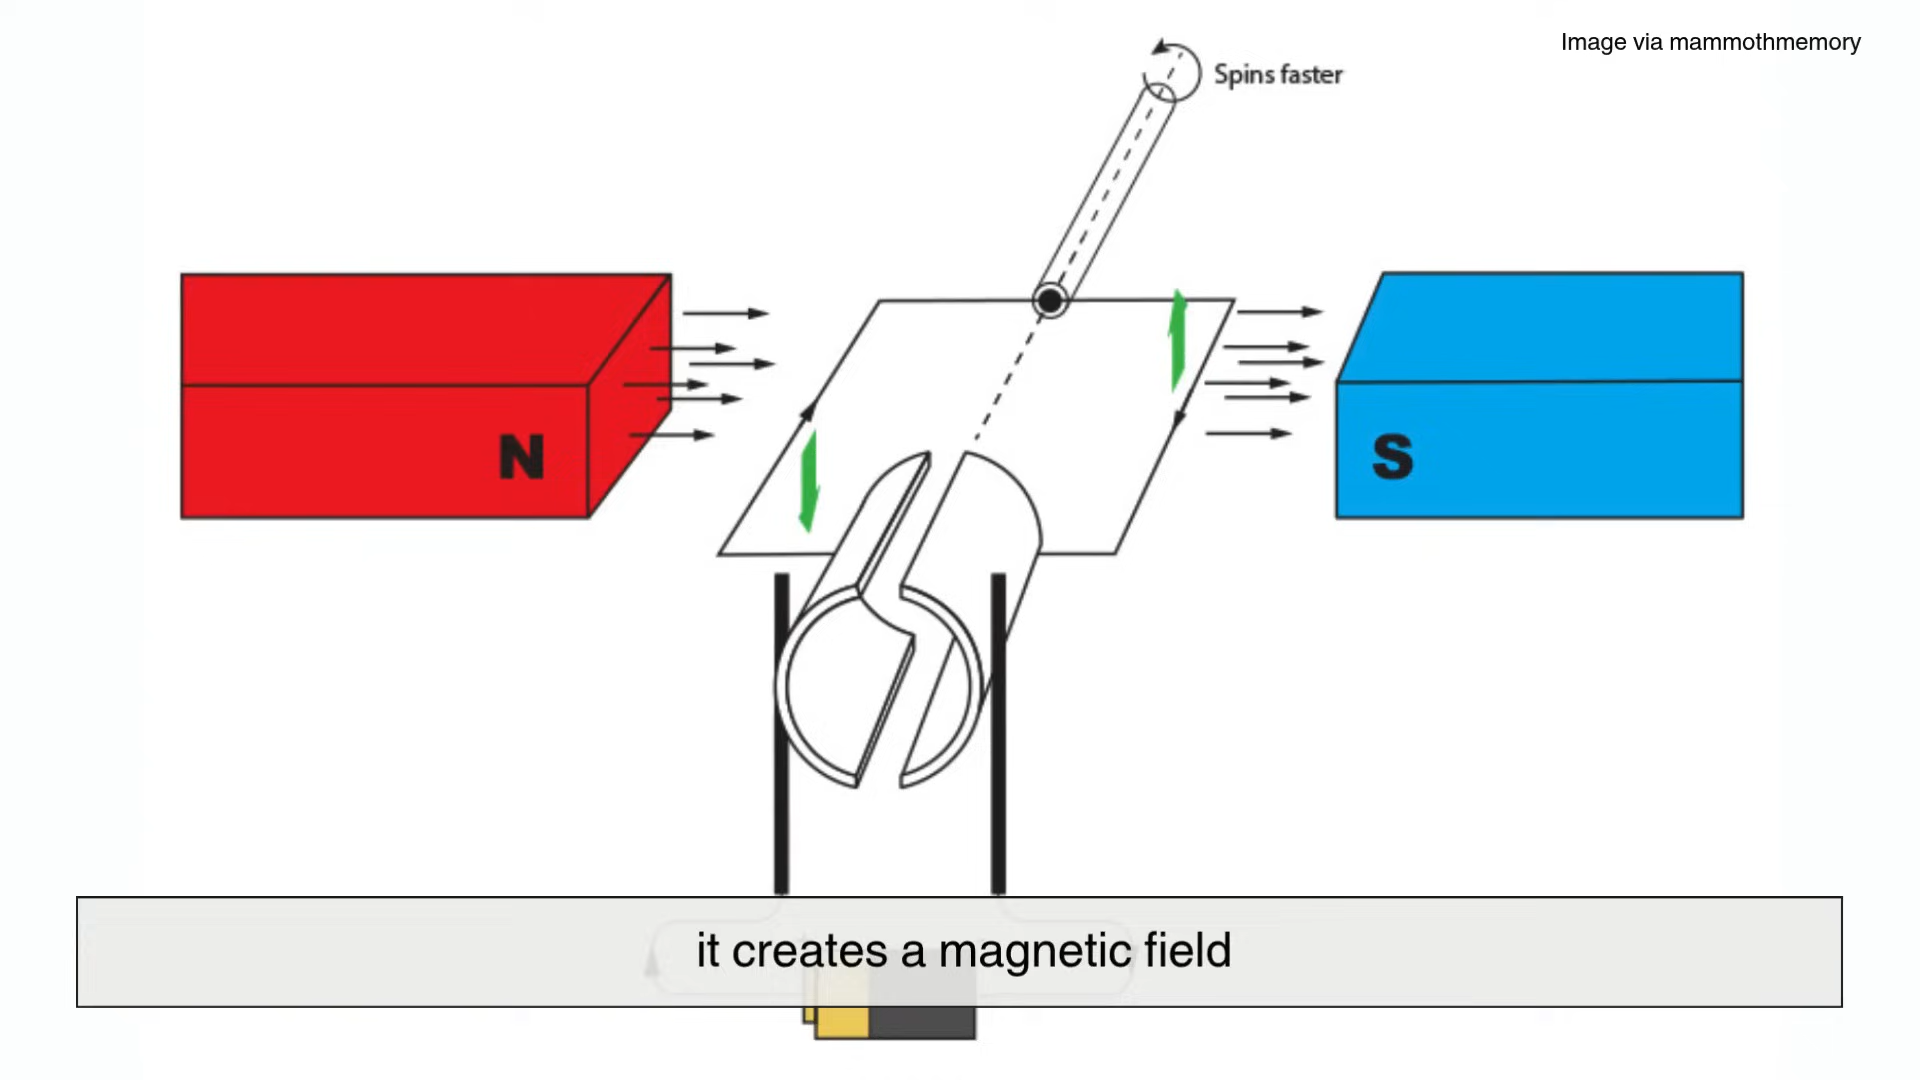 Image via mammothmemory
Spins faster
N
S
it creates a magnetic field